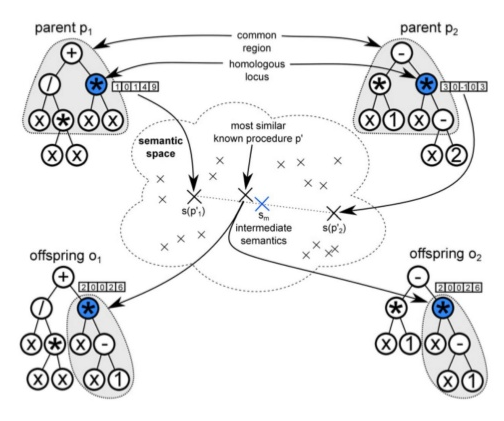 parent p1
+
/ * 1 0 1 4 9
x * x x
x x
common
region
homologous
locus
parent p2
-
* * 3 0 -1 0 3
x 1 x -
x 2
semantic
space
most similar
known procedure p'
s(p'1)
sm
s(p'2)
intermediate
semantics
offspring o1
+
2 0 0 2 6
/ *
x * x -
x x x 1
offspring o2
-
2 0 0 2 6
* *
x 1 x -
x 1